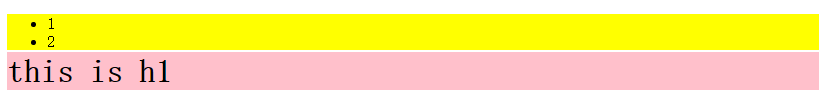 • 1
• 2
this is h1